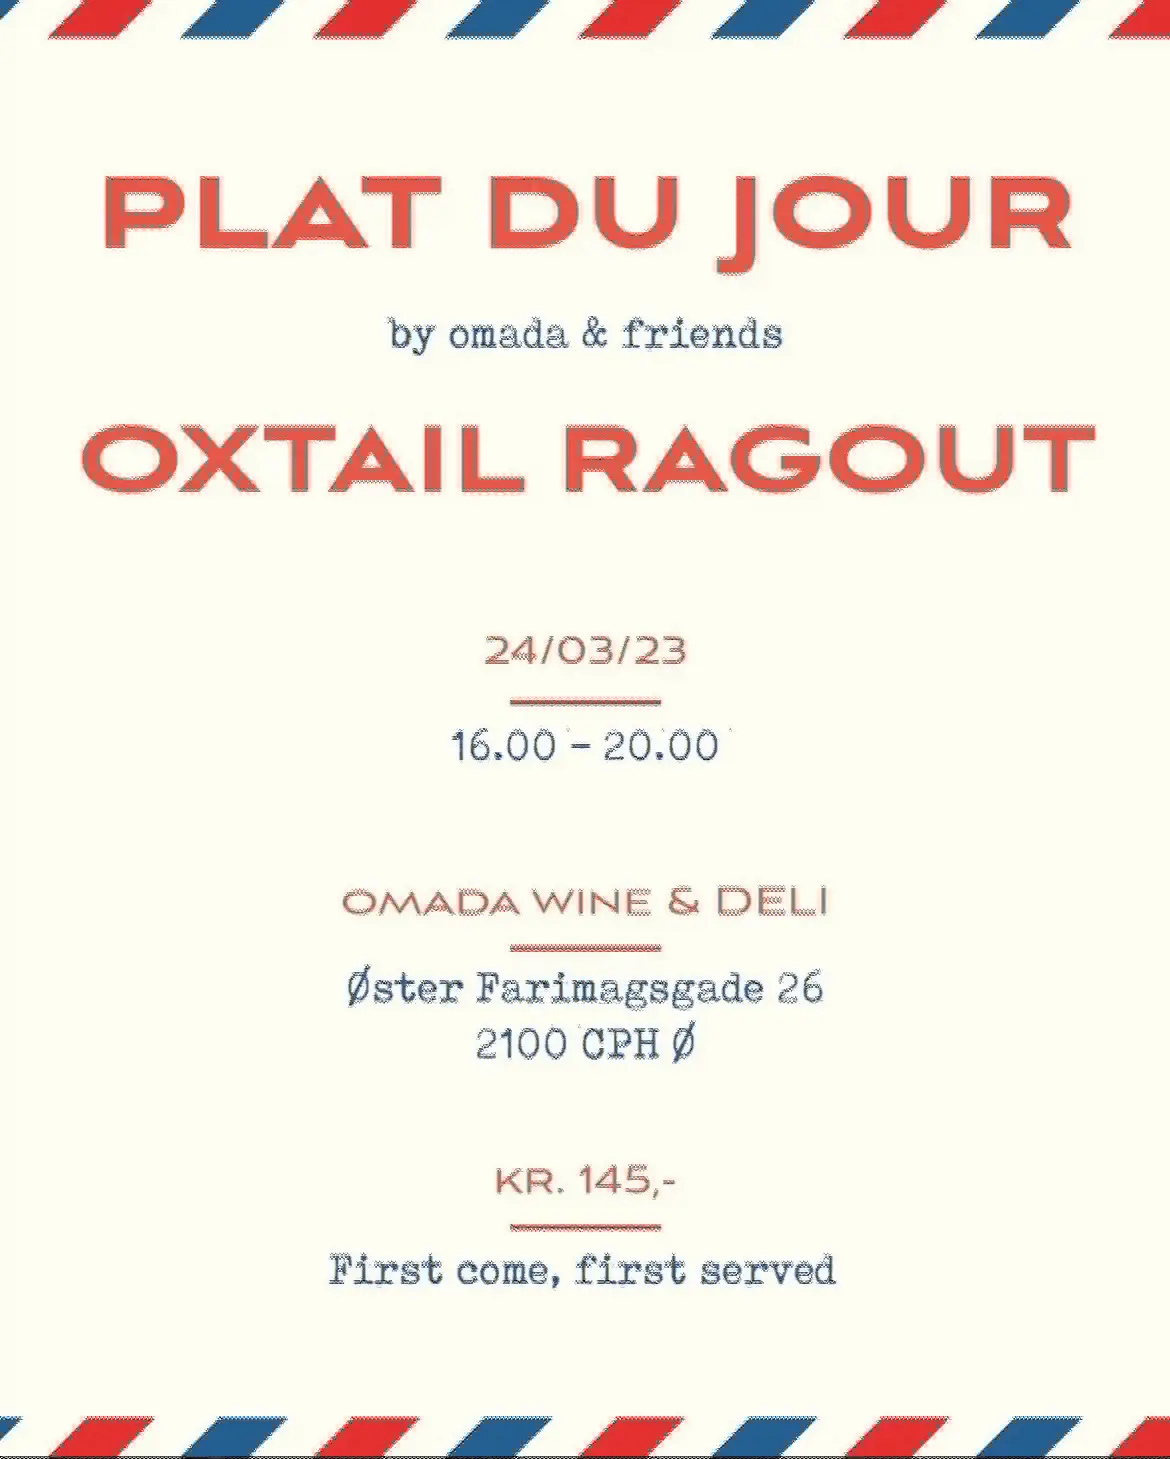 PLAT DU JOUR
by omada & friends
OXTAIL RAGOUT
24/03/23
16.00 – 20.00
OMADA WINE & DELI
Øster Farimagsgade 26
2100 CPH Ø
KR. 145,-
First come, first served